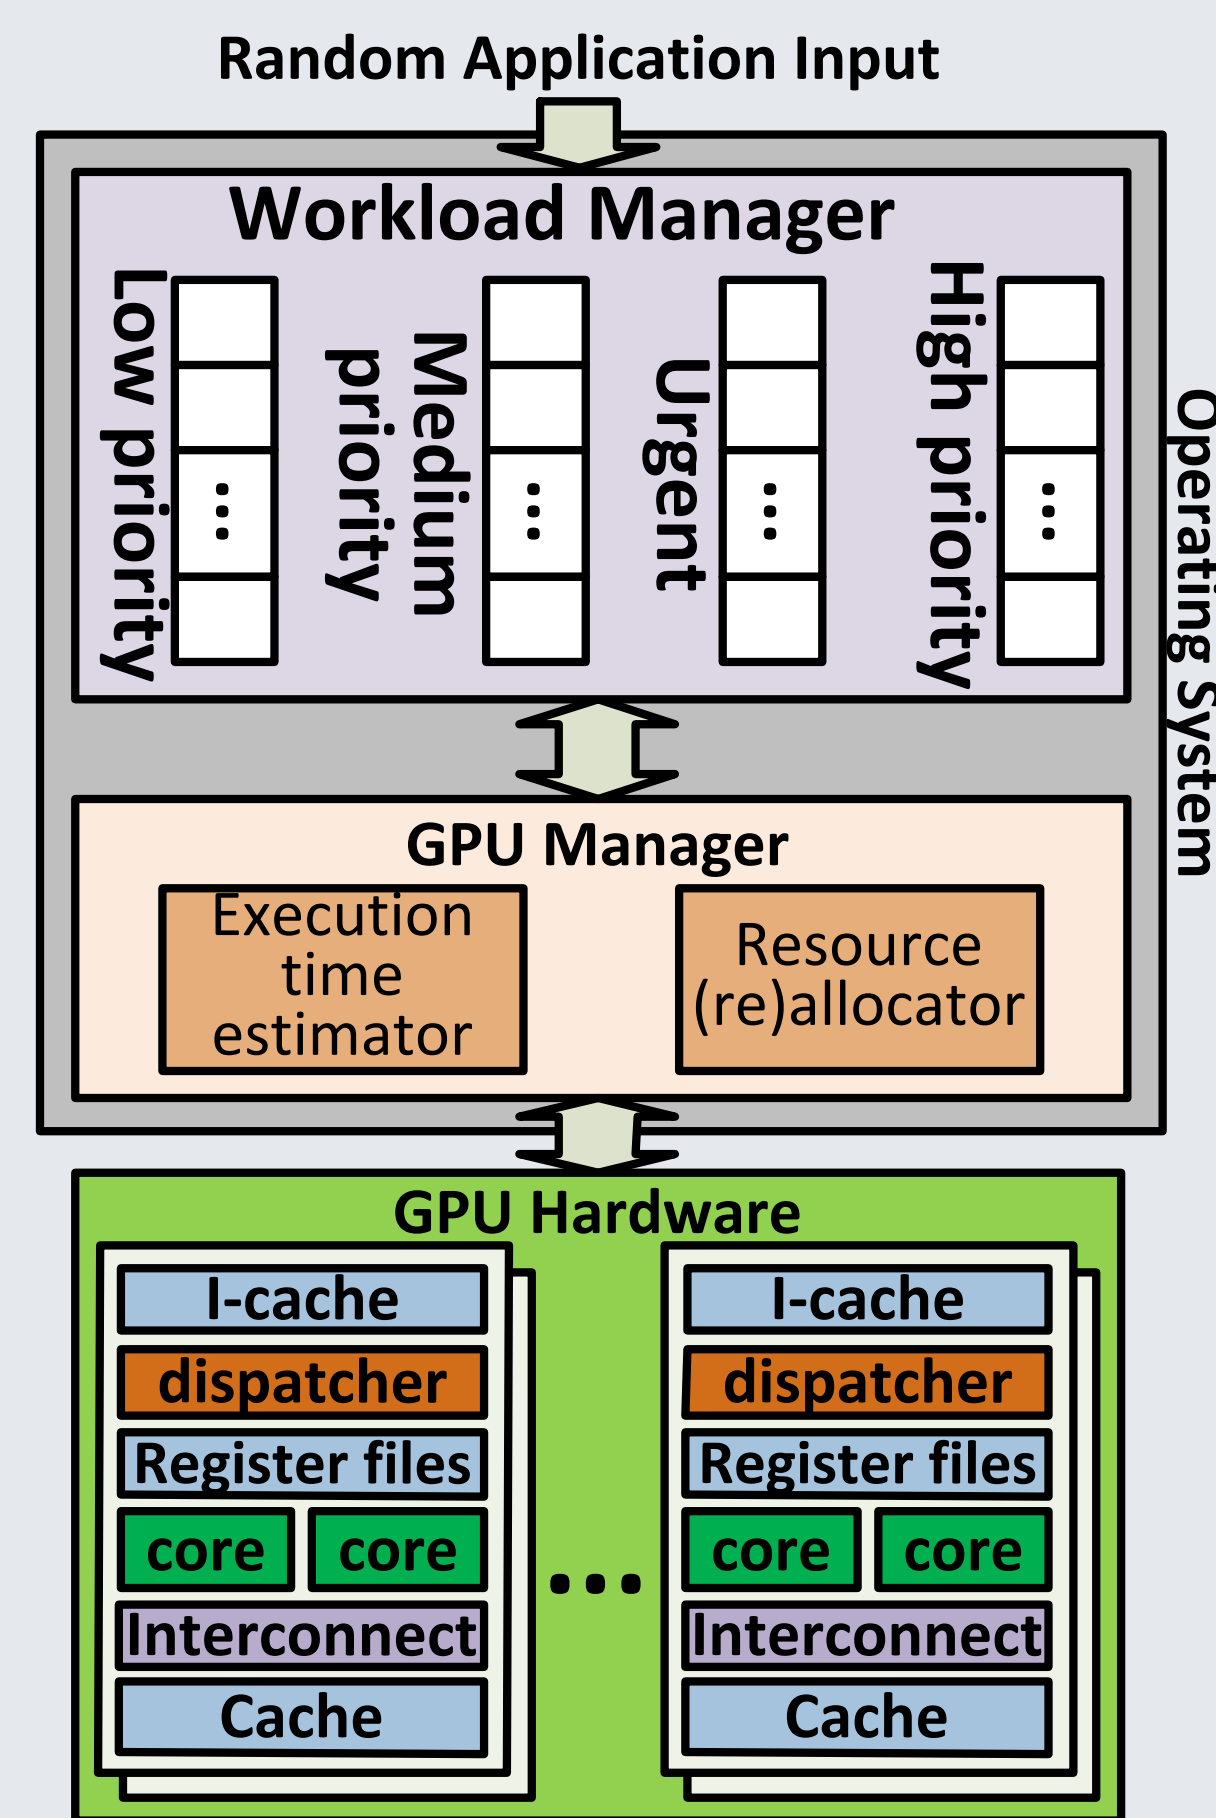 Random Application Input
Workload Manager
Low priority
Medium
priority
Urgent
High priority
Operating System
GPU Manager
Execution
time
estimator
Resource
(re)allocator
GPU Hardware
I-cache
dispatcher
Register files
core core
Interconnect
Cache
...
I-cache
dispatcher
Register files
core core
Interconnect
Cache